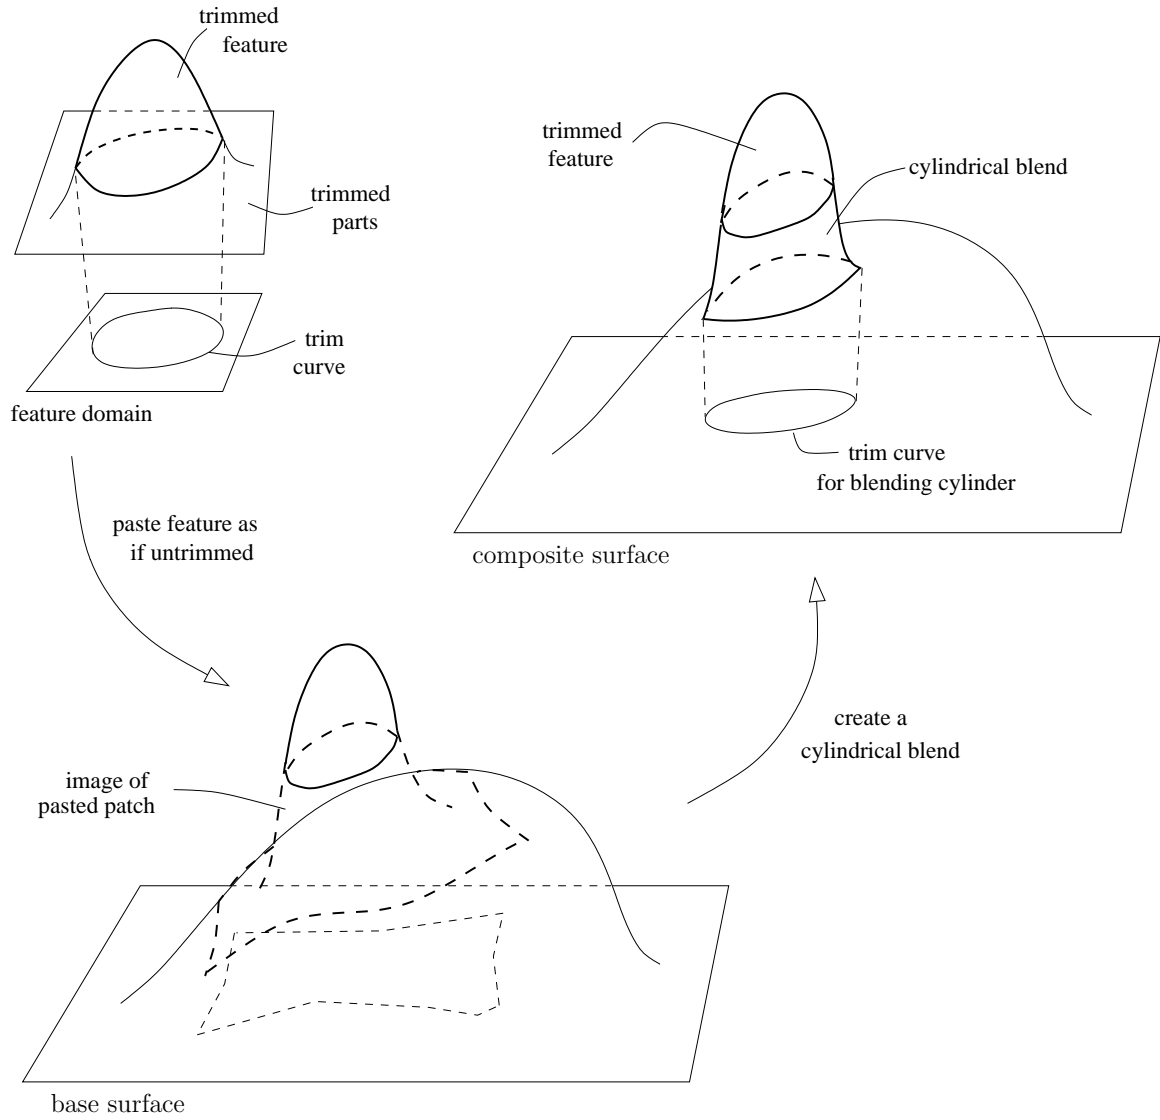 trimmed
feature
trimmed
parts
trim
curve
feature domain
paste feature as
if untrimmed
image of
pasted patch
base surface
create a
cylindrical blend
trimmed
feature
cylindrical blend
trim curve
for blending cylinder
composite surface